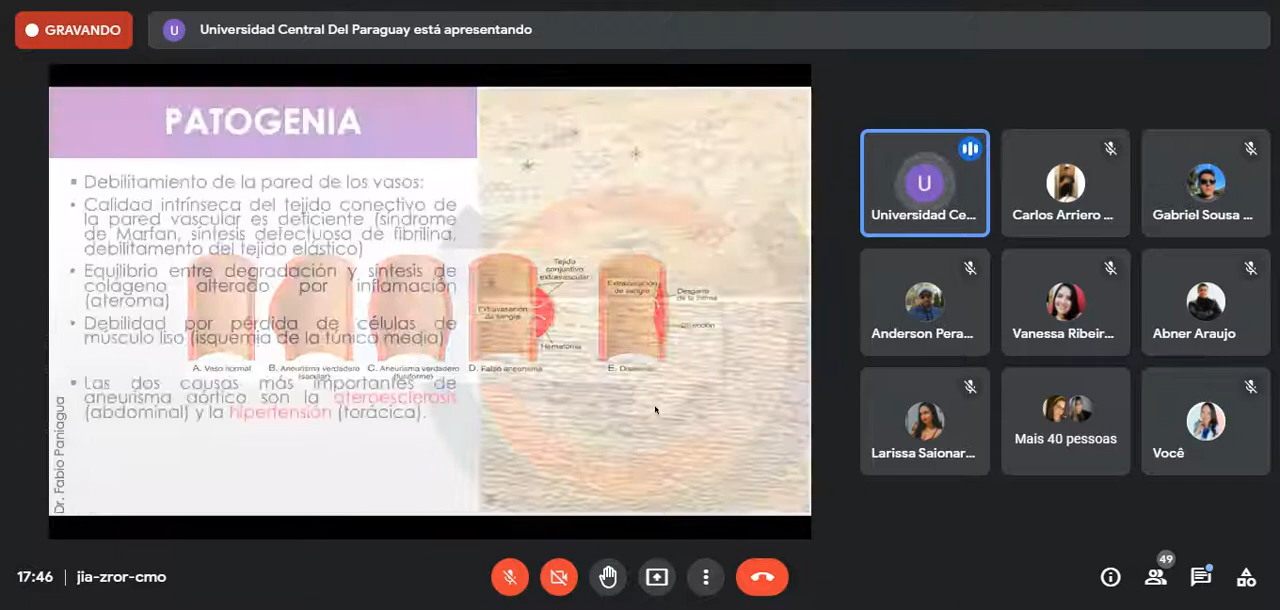 GRAVANDO
U Universidad Central Del Paraguay está apresentando
PATOGENIA
▪ Debilitamiento de la pared de los vasos:
• Calidad intrínseca del tejido conectivo de
la pared vascular es deficiente (síndrome
de Marfan, síntesis defectuosa de fibrilina,
debilitamiento del tejido elástico)
• Equilibrio entre degradación y síntesis de
colágeno alterado por inflamación
(ateroma)
• Debilidad por pérdida de células de
músculo liso (isquemia de la túnica media)
• Las dos causas más importantes de
aneurisma aórtico son la ateroesclerosis
(abdominal) y la hipertensión (torácica).
Dr. Fabio Paniagua
Tejido
conjuntivo
extravascular
Extravasación
de sangre
Hematoma
Extravasación
de sangre
Desgarro
de la íntima
A. Vaso normal
B. Aneurisma verdadero
(sacular)
C. Aneurisma verdadero
(fusiforme)
D. Falso aneurisma
E. Disección
U
Universidad Ce...
Carlos Arriero ...
Gabriel Sousa ...
Anderson Pera...
Vanessa Ribeir...
Abner Araujo
Larissa Saionar...
Mais 40 pessoas
Você
17:46 | jia-zror-cmo
49